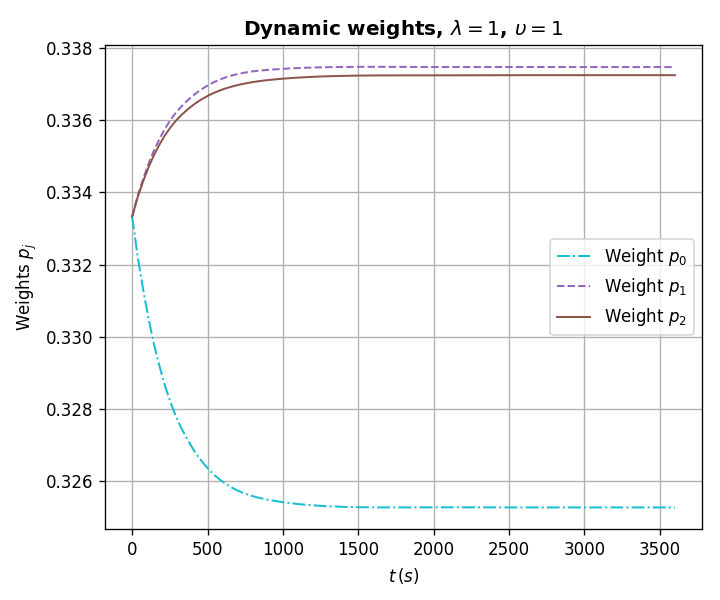 Dynamic weights, λ = 1, υ = 1
Weights p_j
0.338
0.336
0.334
0.332
0.330
0.328
0.326
Weight p_0
Weight p_1
Weight p_2
0 500 1000 1500 2000 2500 3000 3500
t (s)